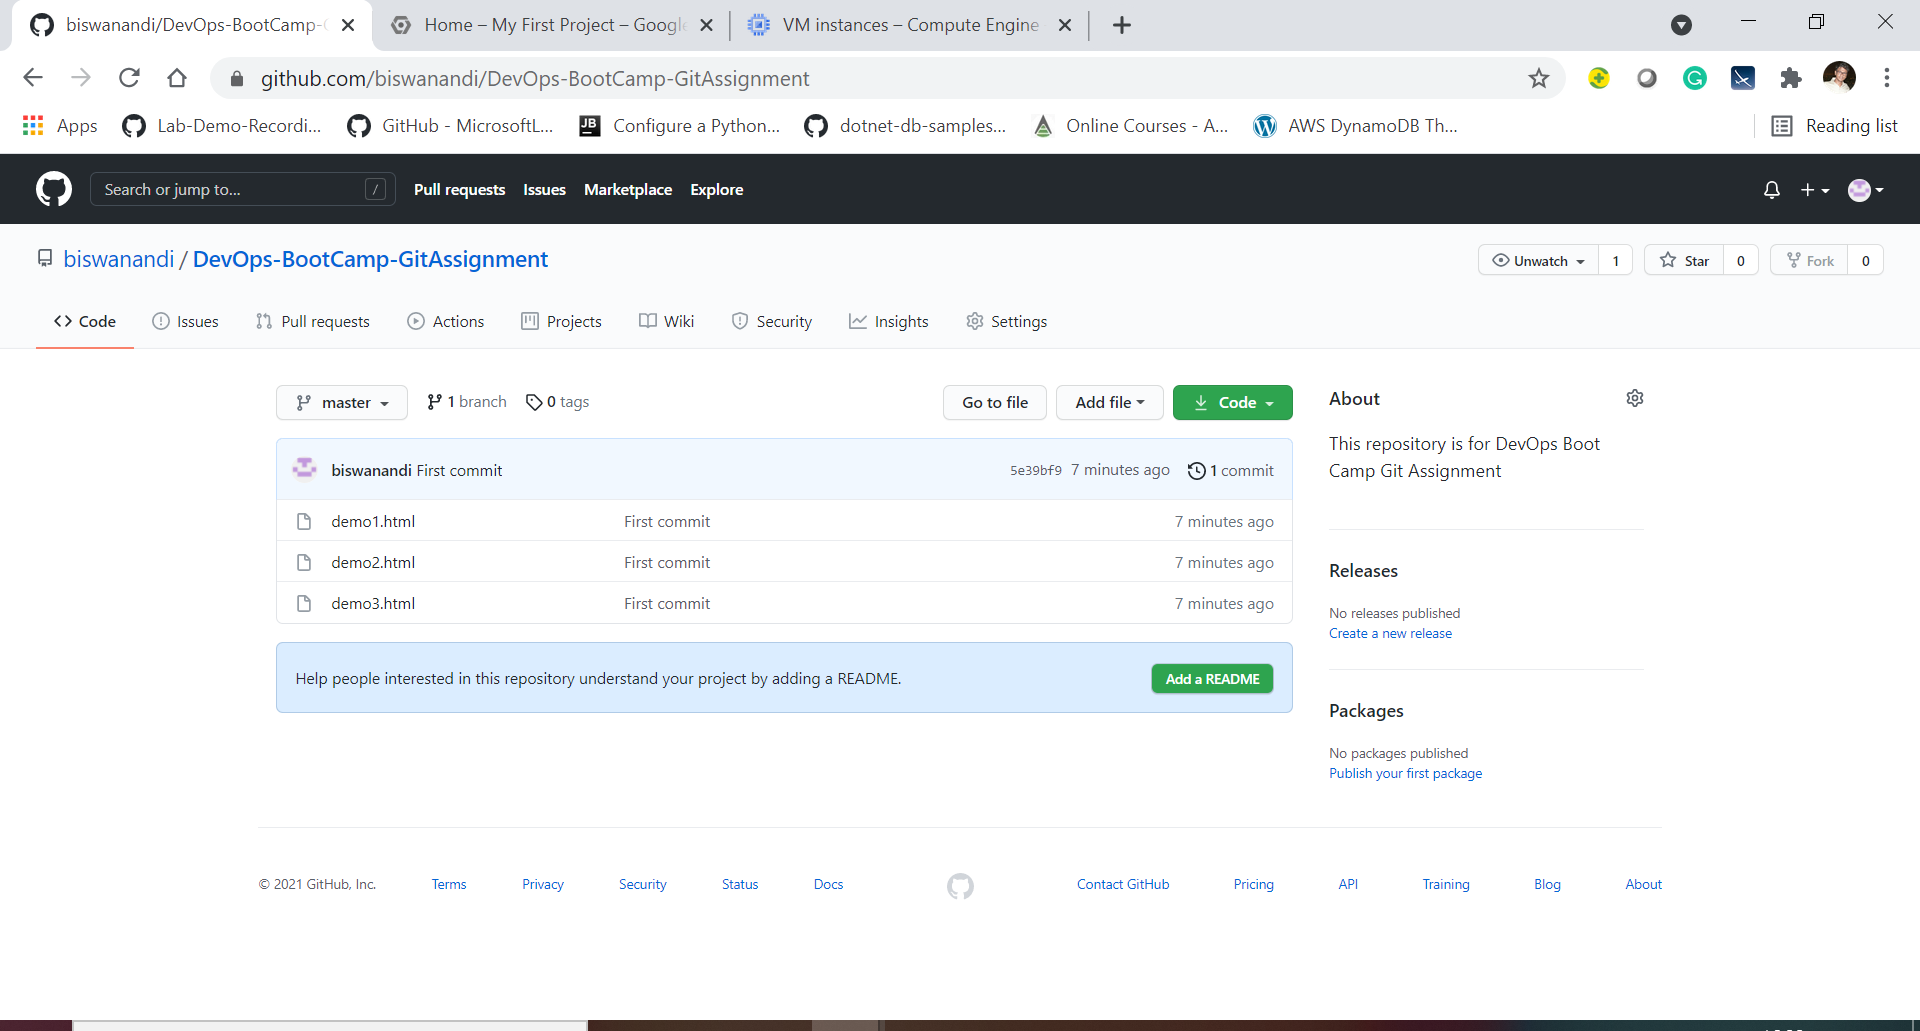 biswanandi/DevOps-BootCamp-
Home – My First Project – Google
VM instances – Compute Engine
github.com/biswanandi/DevOps-BootCamp-GitAssignment
Apps
Lab-Demo-Recordi...
GitHub - MicrosoftL...
JB
Configure a Python...
dotnet-db-samples...
Online Courses - A...
AWS DynamoDB Th...
Reading list
Search or jump to...
/
Pull requests
Issues
Marketplace
Explore
biswanandi / DevOps-BootCamp-GitAssignment
Unwatch 1
Star 0
Fork 0
Code
Issues
Pull requests
Actions
Projects
Wiki
Security
Insights
Settings
master
1 branch
0 tags
Go to file
Add file
Code
biswanandi First commit
5e39bf9 7 minutes ago
1 commit
demo1.html First commit 7 minutes ago
demo2.html First commit 7 minutes ago
demo3.html First commit 7 minutes ago
Help people interested in this repository understand your project by adding a README.
Add a README
About
This repository is for DevOps Boot
Camp Git Assignment
Releases
No releases published
Create a new release
Packages
No packages published
Publish your first package
© 2021 GitHub, Inc.
Terms
Privacy
Security
Status
Docs
Contact GitHub
Pricing
API
Training
Blog
About